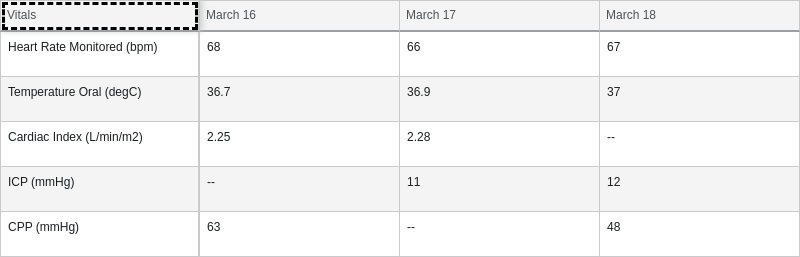 Vitals March 16 March 17 March 18
Heart Rate Monitored (bpm) 68 66 67
Temperature Oral (degC) 36.7 36.9 37
Cardiac Index (L/min/m2) 2.25 2.28 --
ICP (mmHg) -- 11 12
CPP (mmHg) 63 -- 48